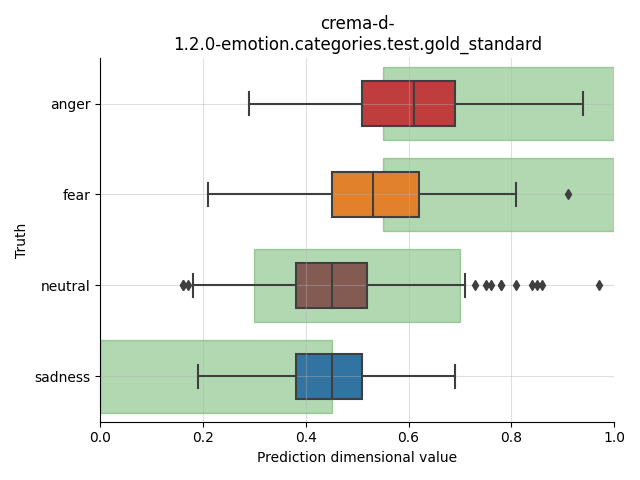 crema-d-
1.2.0-emotion.categories.test.gold_standard
Truth
anger
fear
neutral
sadness
0.0 0.2 0.4 0.6 0.8 1.0
Prediction dimensional value